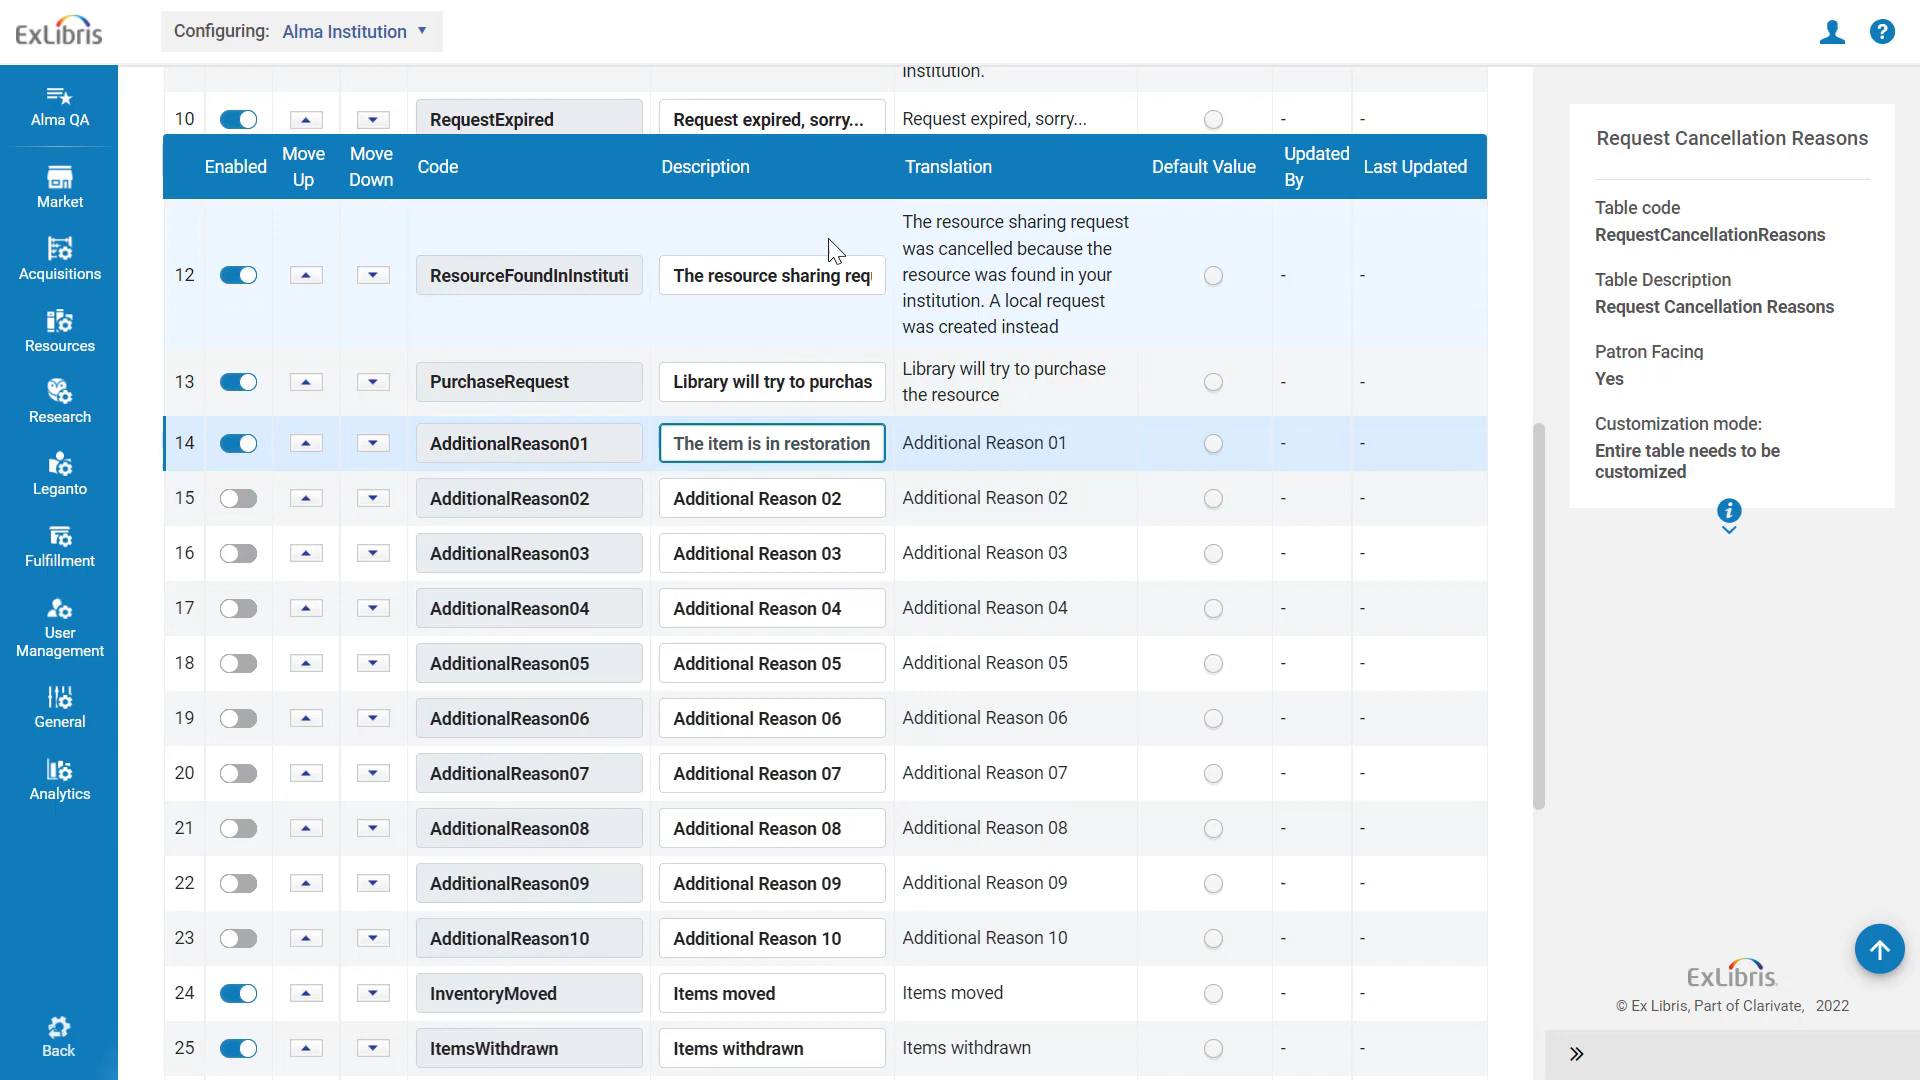 ExLibris
Configuring: Alma Institution
Alma QA
Market
Acquisitions
Resources
Research
Leganto
Fulfillment
User
Management
General
Analytics
Back
institution.
10 RequestExpired Request expired, sorry... Request expired, sorry... - -
Enabled Move Up Move Down Code Description Translation Default Value Updated By Last Updated
12 ResourceFoundInInstituti The resource sharing req The resource sharing request - -
was cancelled because the
resource was found in your
institution. A local request
was created instead
13 PurchaseRequest Library will try to purchas Library will try to purchase - -
the resource
14 AdditionalReason01 The item is in restoration Additional Reason 01 - -
15 AdditionalReason02 Additional Reason 02 Additional Reason 02 - -
16 AdditionalReason03 Additional Reason 03 Additional Reason 03 - -
17 AdditionalReason04 Additional Reason 04 Additional Reason 04 - -
18 AdditionalReason05 Additional Reason 05 Additional Reason 05 - -
19 AdditionalReason06 Additional Reason 06 Additional Reason 06 - -
20 AdditionalReason07 Additional Reason 07 Additional Reason 07 - -
21 AdditionalReason08 Additional Reason 08 Additional Reason 08 - -
22 AdditionalReason09 Additional Reason 09 Additional Reason 09 - -
23 AdditionalReason10 Additional Reason 10 Additional Reason 10 - -
24 InventoryMoved Items moved Items moved - -
25 ItemsWithdrawn Items withdrawn Items withdrawn - -
Request Cancellation Reasons
Table code
RequestCancellationReasons
Table Description
Request Cancellation Reasons
Patron Facing
Yes
Customization mode:
Entire table needs to be
customized
ExLibris
© Ex Libris, Part of Clarivate, 2022